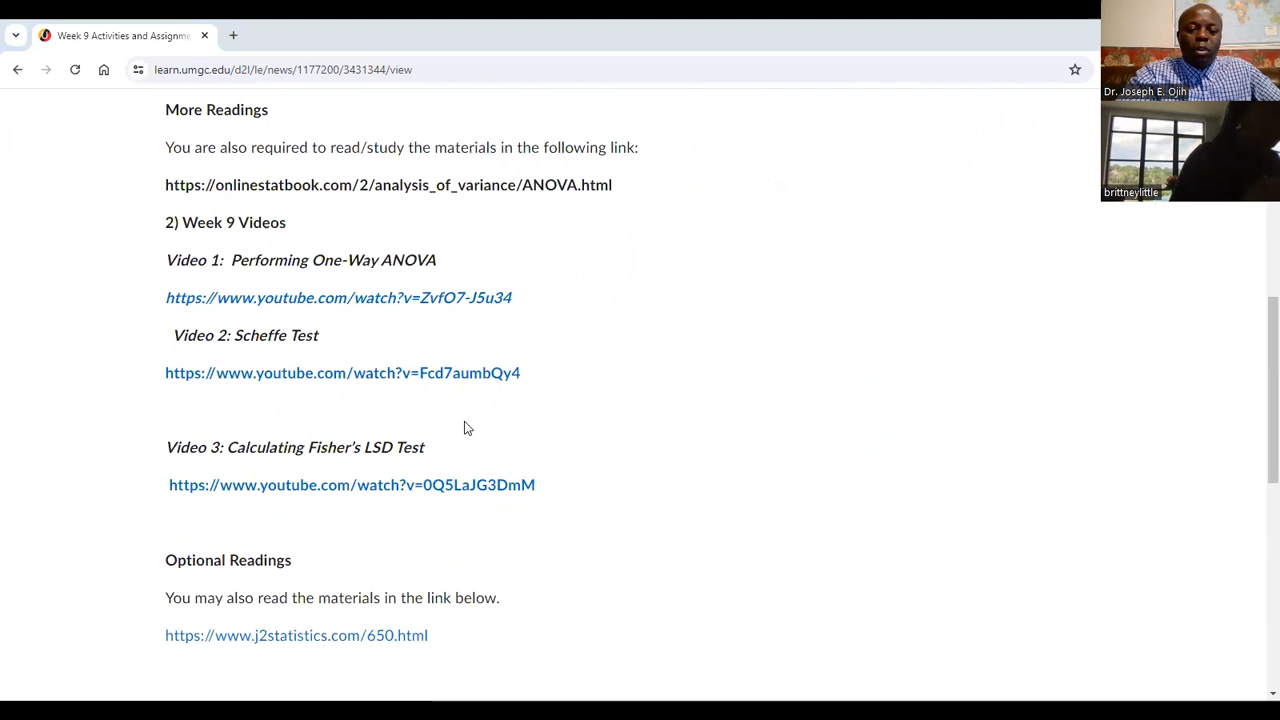 Week 9 Activities and Assignme
learn.umgc.edu/d2l/le/news/1177200/3431344/view
Dr. Joseph E. Ojih
brittneylittle
More Readings
You are also required to read/study the materials in the following link:
https://onlinestatbook.com/2/analysis_of_variance/ANOVA.html
2) Week 9 Videos
Video 1:  Performing One-Way ANOVA
https://www.youtube.com/watch?v=ZvfO7-J5u34
Video 2: Scheffe Test
https://www.youtube.com/watch?v=Fcd7aumbQy4
Video 3: Calculating Fisher’s LSD Test
https://www.youtube.com/watch?v=0Q5LaJG3DmM
Optional Readings
You may also read the materials in the link below.
https://www.j2statistics.com/650.html